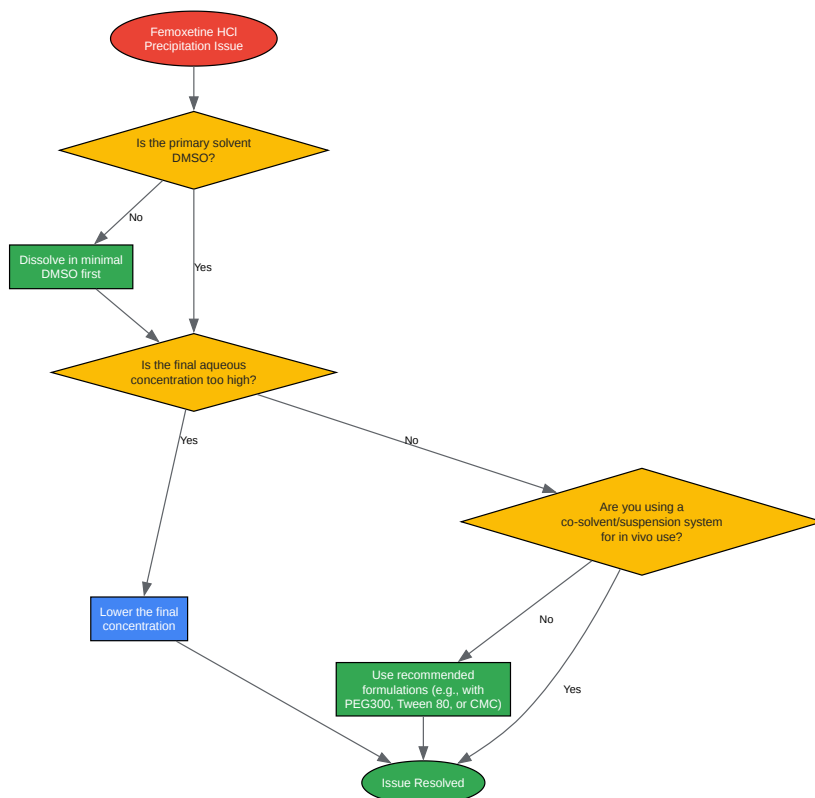 Femoxetine HCl
Precipitation Issue
Is the primary solvent
DMSO?
No
Dissolve in minimal
DMSO first
Yes
Is the final aqueous
concentration too high?
Yes
No
Are you using a
co-solvent/suspension system
for in vivo use?
Lower the final
concentration
No
Use recommended
formulations (e.g., with
PEG300, Tween 80, or CMC)
Yes
Issue Resolved